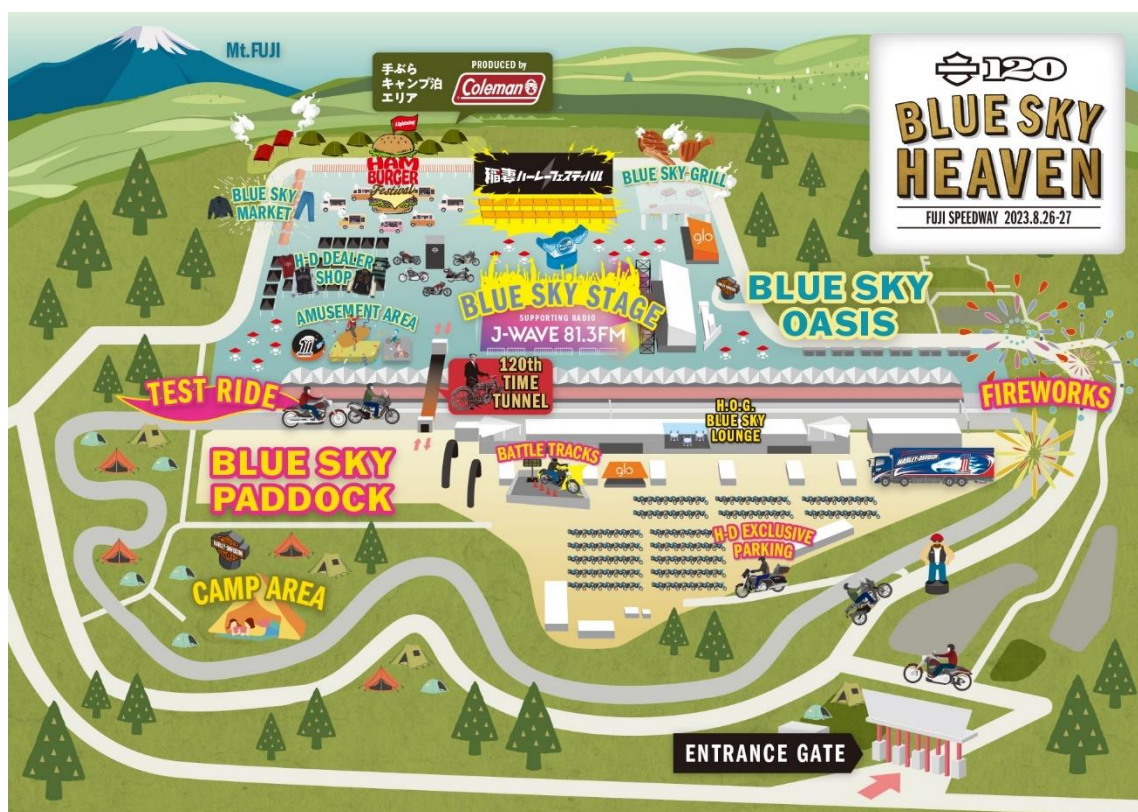 Mt.FUJI
手ぶら
キャンプ泊
エリア
PRODUCED by
Coleman
120
BLUE SKY
HEAVEN
FUJI SPEEDWAY 2023.8.26-27
Lightning
HAM
BURGER
Festival
稲妻ハーレーフェスティバル
BLUE SKY GRILL
BLUE SKY
MARKET
glo
H-D DEALER
SHOP
BLUE SKY STAGE
SUPPORTING RADIO
J-WAVE 81.3FM
BLUE SKY
OASIS
AMUSEMENT AREA
120th
TIME
TUNNEL
TEST RIDE
FIREWORKS
H.O.G.
BLUE SKY
LOUNGE
BATTLE TRACKS
glo
BLUE SKY
PADDOCK
HARLEY-DAVIDSON
H-D EXCLUSIVE
PARKING
CAMP AREA
ENTRANCE GATE